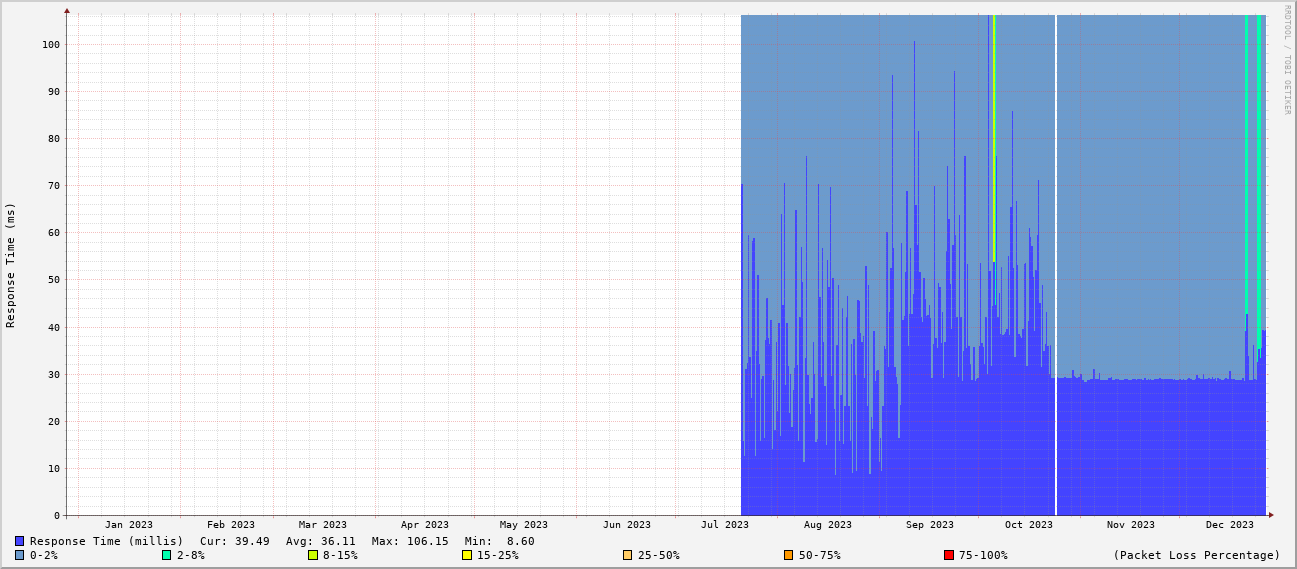 RRDTOOL / TOBI OETIKER
Response Time (ms)
100
90
80
70
60
50
40
30
20
10
0
Jan 2023 Feb 2023 Mar 2023 Apr 2023 May 2023 Jun 2023 Jul 2023 Aug 2023 Sep 2023 Oct 2023 Nov 2023 Dec 2023
Response Time (millis) Cur: 39.49 Avg: 36.11 Max: 106.15 Min: 8.60
0-2% 2-8% 8-15% 15-25% 25-50% 50-75% 75-100% (Packet Loss Percentage)